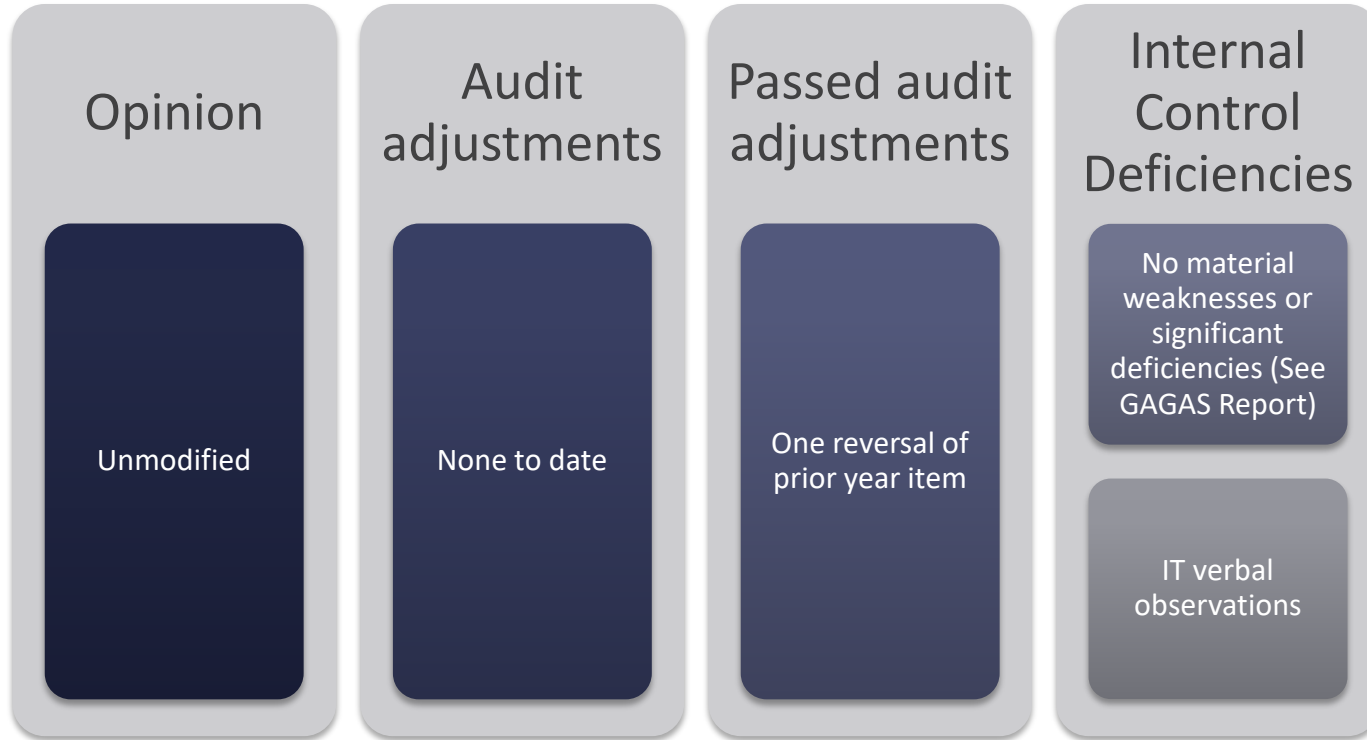 Opinion
Unmodified
Audit
adjustments
None to date
Passed audit
adjustments
One reversal of
prior year item
Internal
Control
Deficiencies
No material
weaknesses or
significant
deficiencies (See
GAGAS Report)
IT verbal
observations